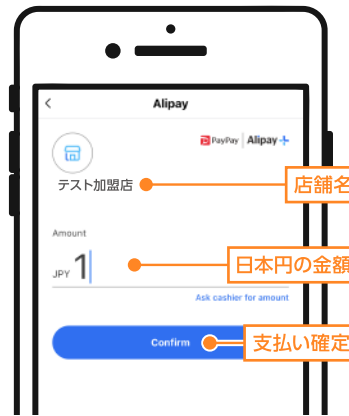 Alipay
PayPay Alipay+
テスト加盟店
店舗名
Amount
JPY 1
日本円の金額
Ask cashier for amount
Confirm
支払い確定